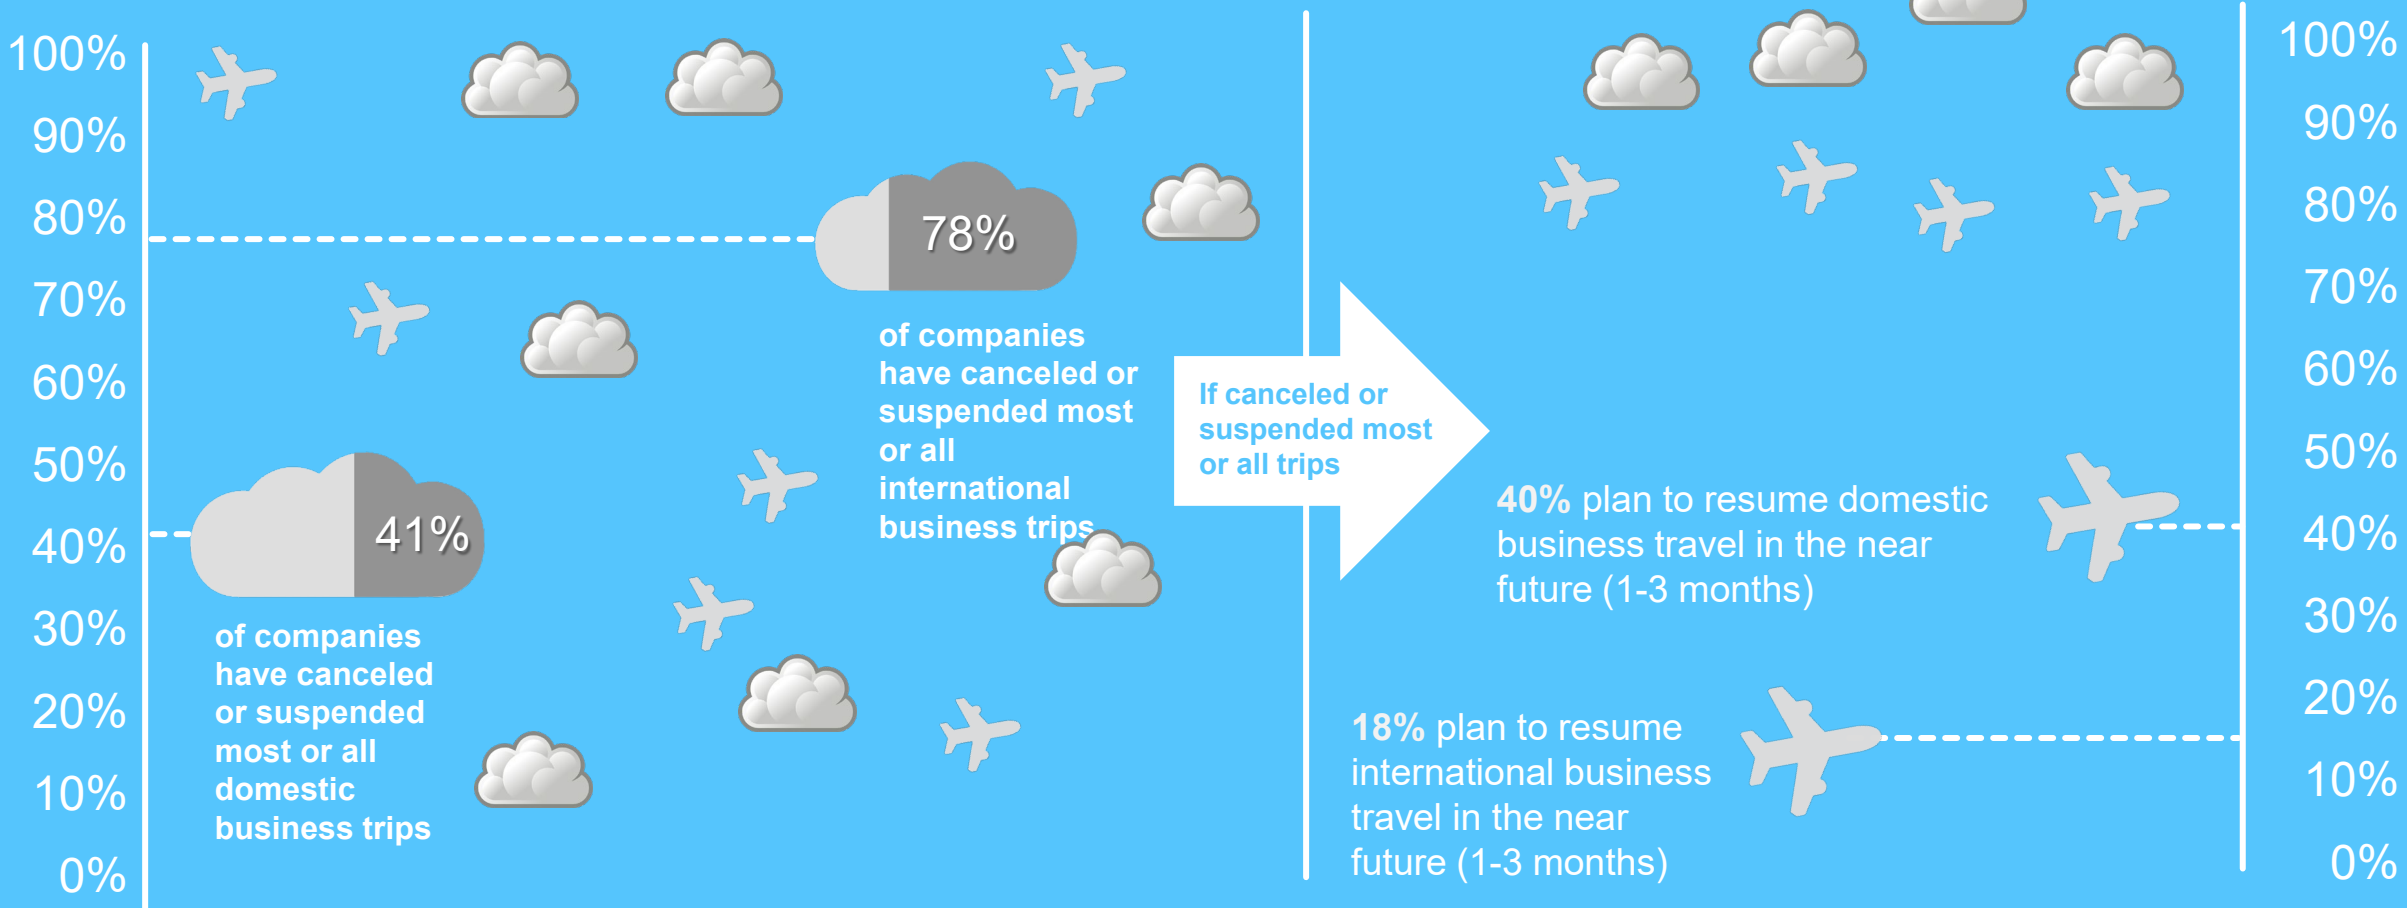 100%
90%
80%
70%
60%
50%
40%
30%
20%
10%
0%
78%
of companies
have canceled or
suspended most
or all
international
business trips
41%
of companies
have canceled
or suspended
most or all
domestic
business trips
If canceled or
suspended most
or all trips
40% plan to resume domestic
business travel in the near
future (1-3 months)
18% plan to resume
international business
travel in the near
future (1-3 months)
100%
90%
80%
70%
60%
50%
40%
30%
20%
10%
0%